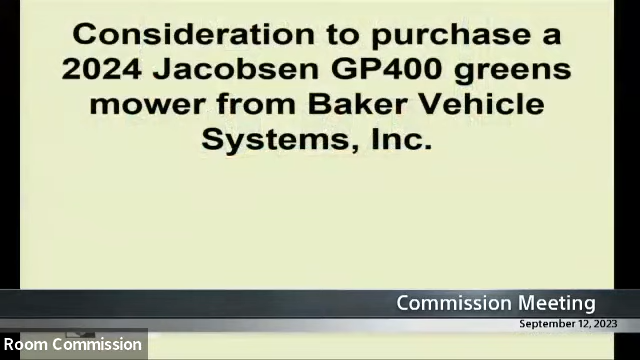 Consideration to purchase a
2024 Jacobsen GP400 greens
mower from Baker Vehicle
Systems, Inc.
Commission Meeting
September 12, 2023
Room Commission